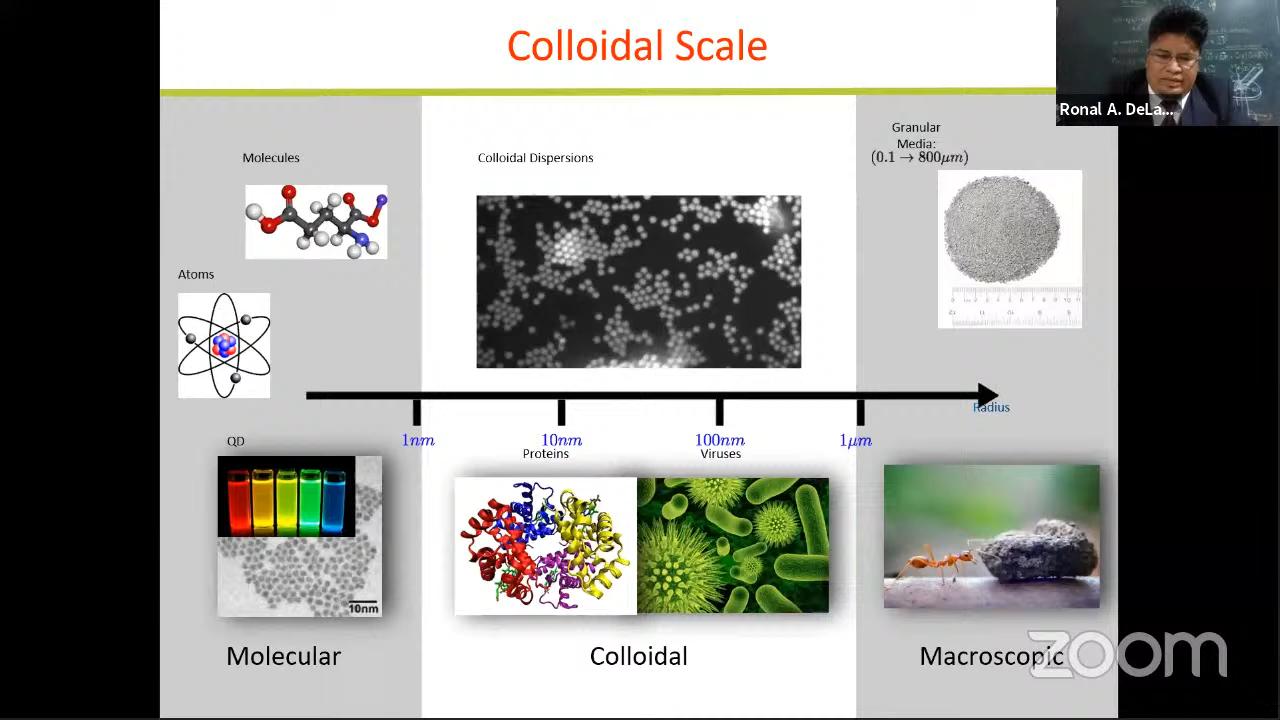 Colloidal Scale
Ronal A. DeLa...
Granular
Media:
(0.1 → 800μm)
Molecules
Colloidal Dispersions
Atoms
Radius
1nm
10nm
100nm
1μm
QD
Proteins
Viruses
10nm
Molecular
Colloidal
Macroscopic
zoom